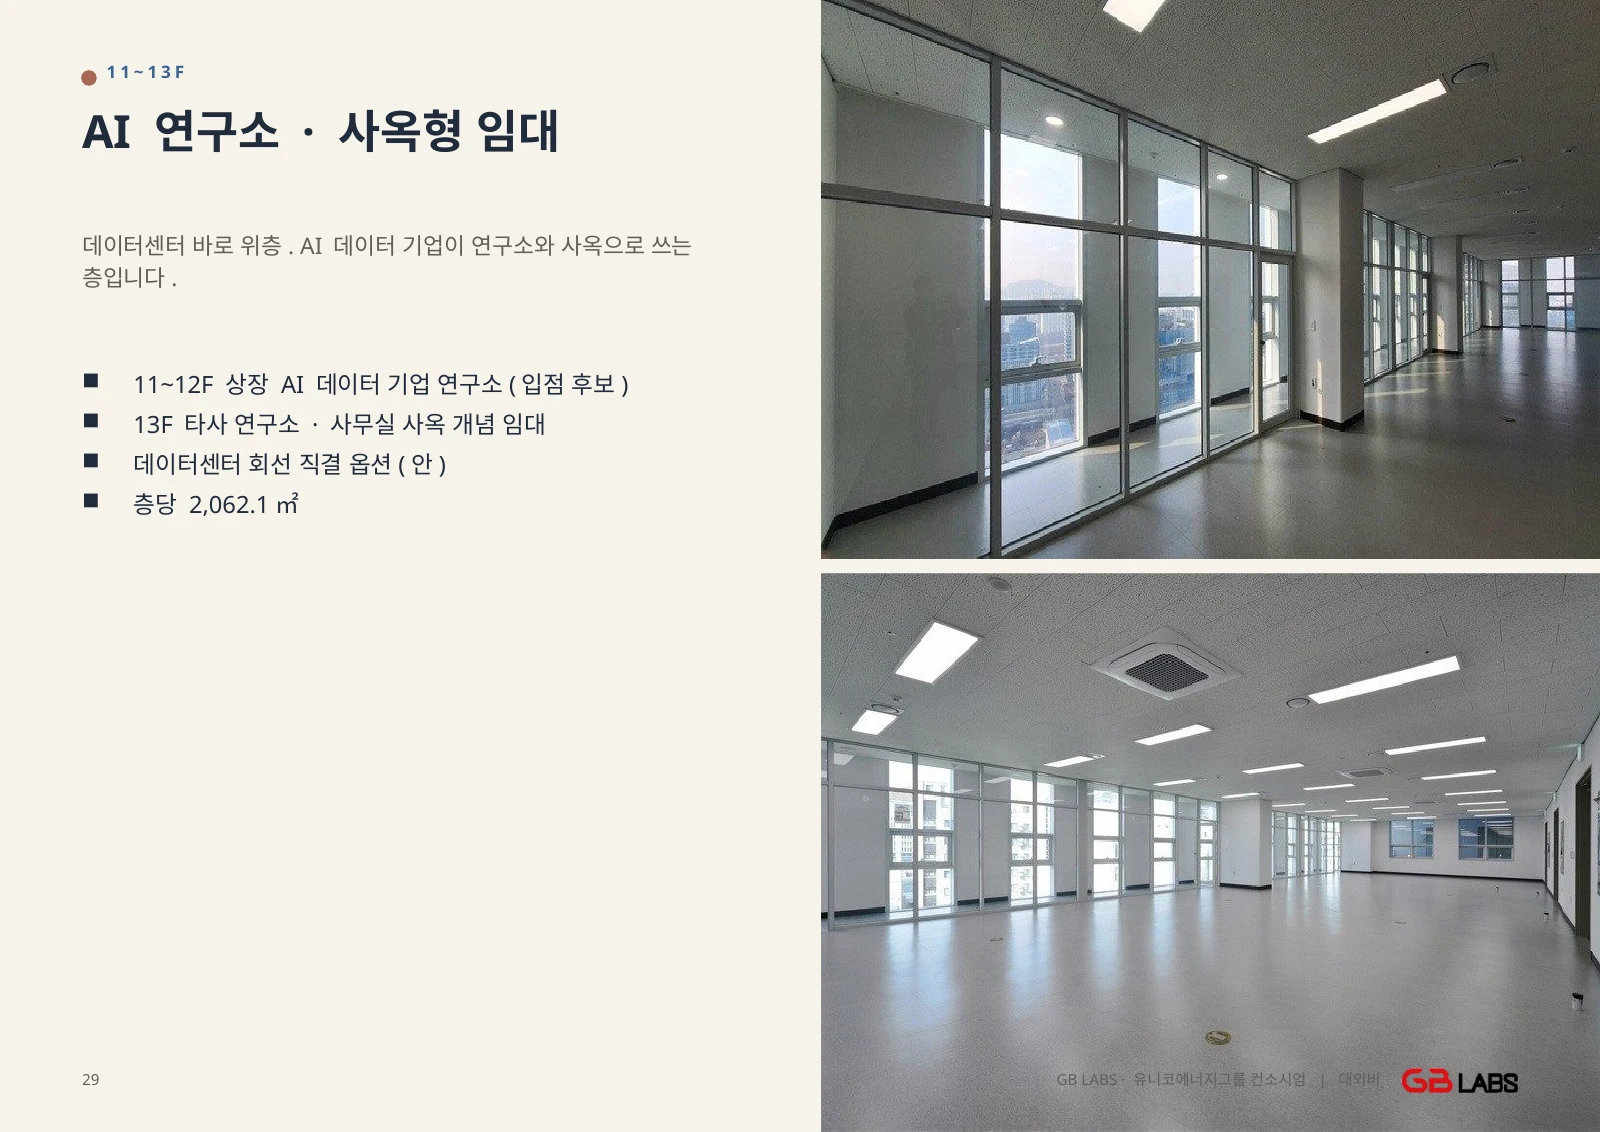 11~13F
AI 연구소 · 사옥형 임대
데이터센터 바로 위층 . AI 데이터 기업이 연구소와 사옥으로 쓰는
층입니다 .
■ 11~12F 상장 AI 데이터 기업 연구소 ( 입점 후보 )
■ 13F 타사 연구소 · 사무실 사옥 개념 임대
■ 데이터센터 회선 직결 옵션 ( 안 )
■ 층당 2,062.1 ㎡
29
GB LABS · 유니코에너지그룹 컨소시엄 | 대외비
GB LABS